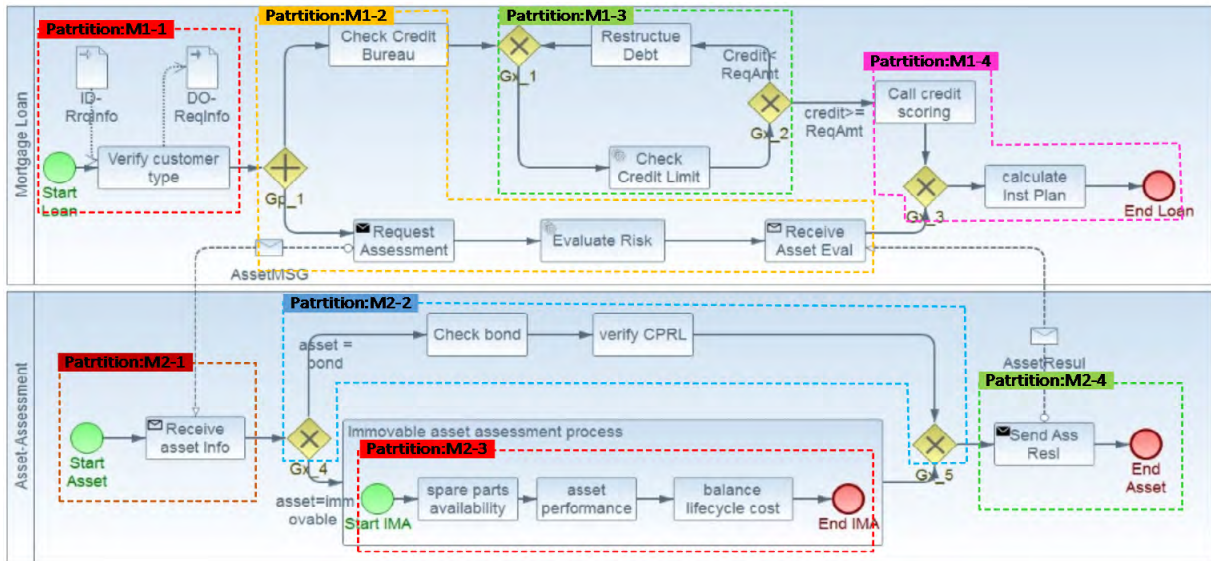 Patrtition:M1-1
Patrtition:M1-2
Patrtition:M1-3
Patrtition:M1-4
Mortgage Loan
ID-
RrqInfo
DO-
ReqInfo
Verify customer
type
Start
Loan
Gp_1
Check Credit
Bureau
Gx_1
Restructue
Debt
Credit<
ReqAmt
Gx_2
Check
Credit Limit
credit>=
ReqAmt
Call credit
scoring
Gx_3
calculate
Inst Plan
End Loan
Request
Assessment
Evaluate Risk
Receive
Asset Eval
AssetMSG
AssetResul
Asset-Assessment
Patrtition:M2-1
Patrtition:M2-2
Patrtition:M2-3
Patrtition:M2-4
Start
Asset
Receive
asset Info
Gx_4
asset =
bond
asset=imm
ovable
Check bond
verify CPRL
Immovable asset assessment process
Start IMA
spare parts
availability
asset
performance
balance
lifecycle cost
End IMA
Gx_5
Send Ass
Resl
End
Asset